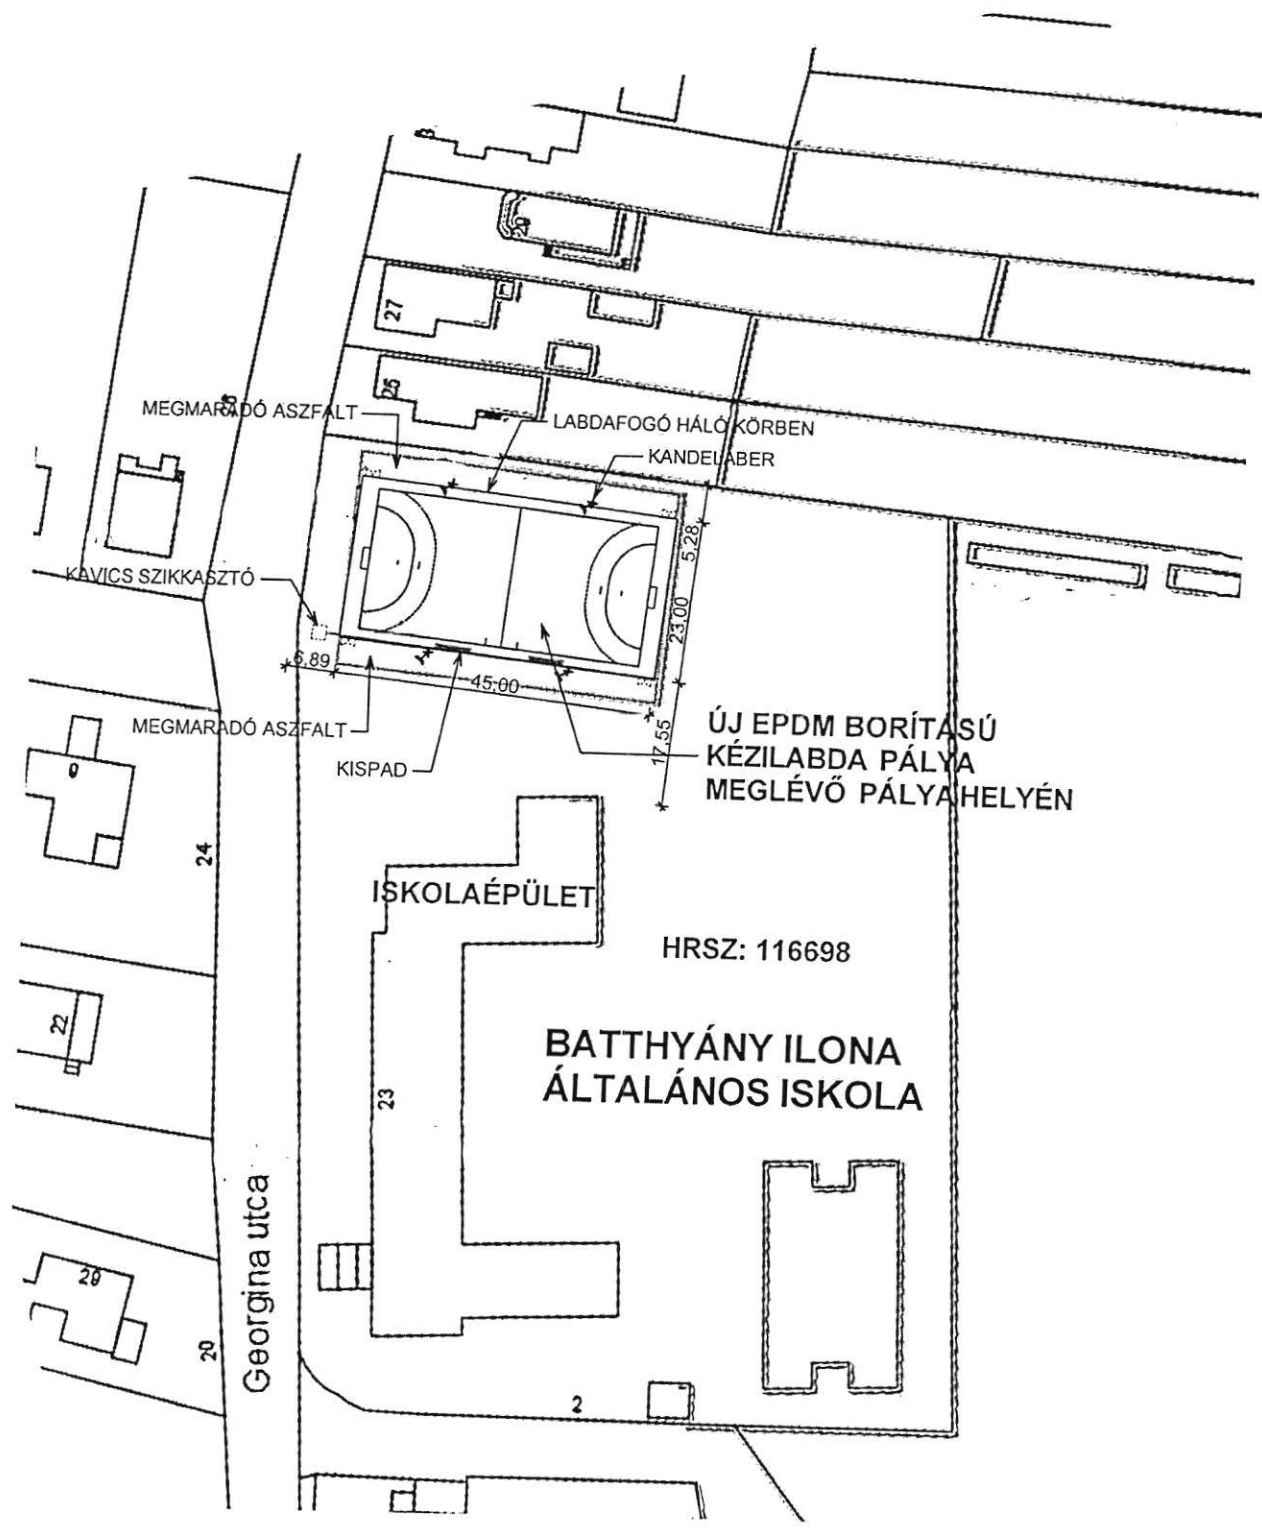 29
27
25
MEGMARADÓ ASZFALT
LABDAFOGÓ HÁLÓ KÖRBEN
KANDELÁBER
5,28
KAVICS SZIKKASZTÓ
23,00
6,89
45,00
MEGMARADÓ ASZFALT
KISPAD
17,55
ÚJ EPDM BORÍTÁSÚ
KÉZILABDA PÁLYA
MEGLÉVŐ PÁLYA HELYÉN
24
ISKOLAÉPÜLET
HRSZ: 116698
22
BATTHYÁNY ILONA
ÁLTALÁNOS ISKOLA
23
Georgina utca
20
2